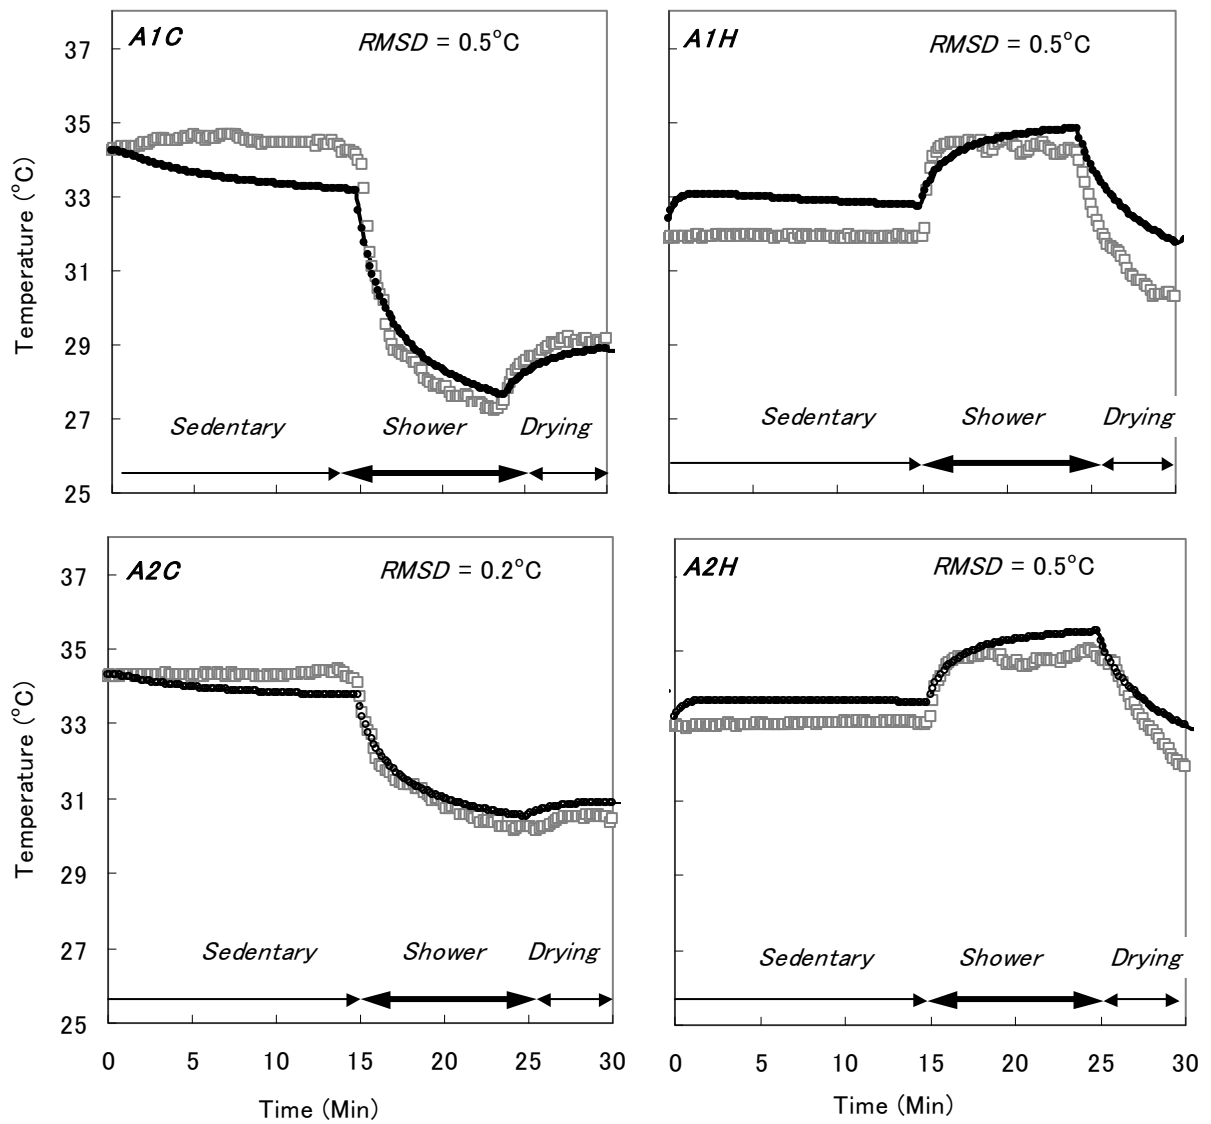 A1C RMSD = 0.5°C
37
35
33
31
29
27
25
Temperature (°C)
Sedentary Shower Drying
A1H RMSD = 0.5°C
Sedentary Shower Drying
A2C RMSD = 0.2°C
37
35
33
31
29
27
25
Temperature (°C)
Sedentary Shower Drying
0 5 10 15 20 25 30
Time (Min)
A2H RMSD = 0.5°C
Sedentary Shower Drying
0 5 10 15 20 25 30
Time (Min)